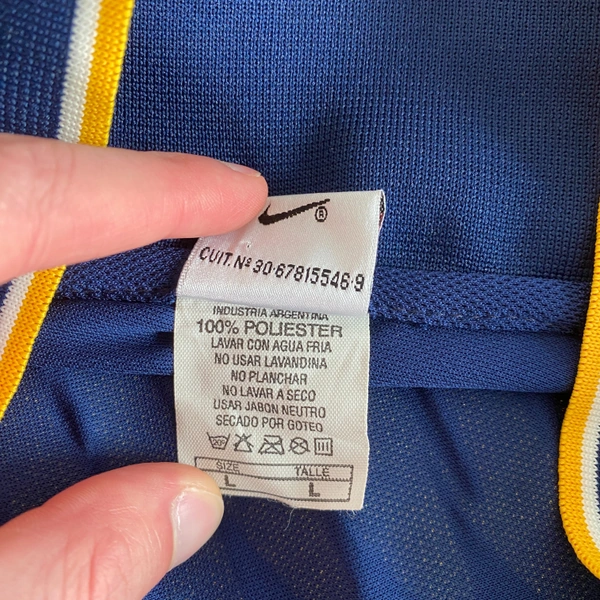 ®
CUIT. Nº 30·67815546·9
INDUSTRIA ARGENTINA
100% POLIESTER
LAVAR CON AGUA FRIA
NO USAR LAVANDINA
NO PLANCHAR
NO LAVAR A SECO
USAR JABON NEUTRO
SECADO POR GOTEO
20º
SIZE TALLE
L L